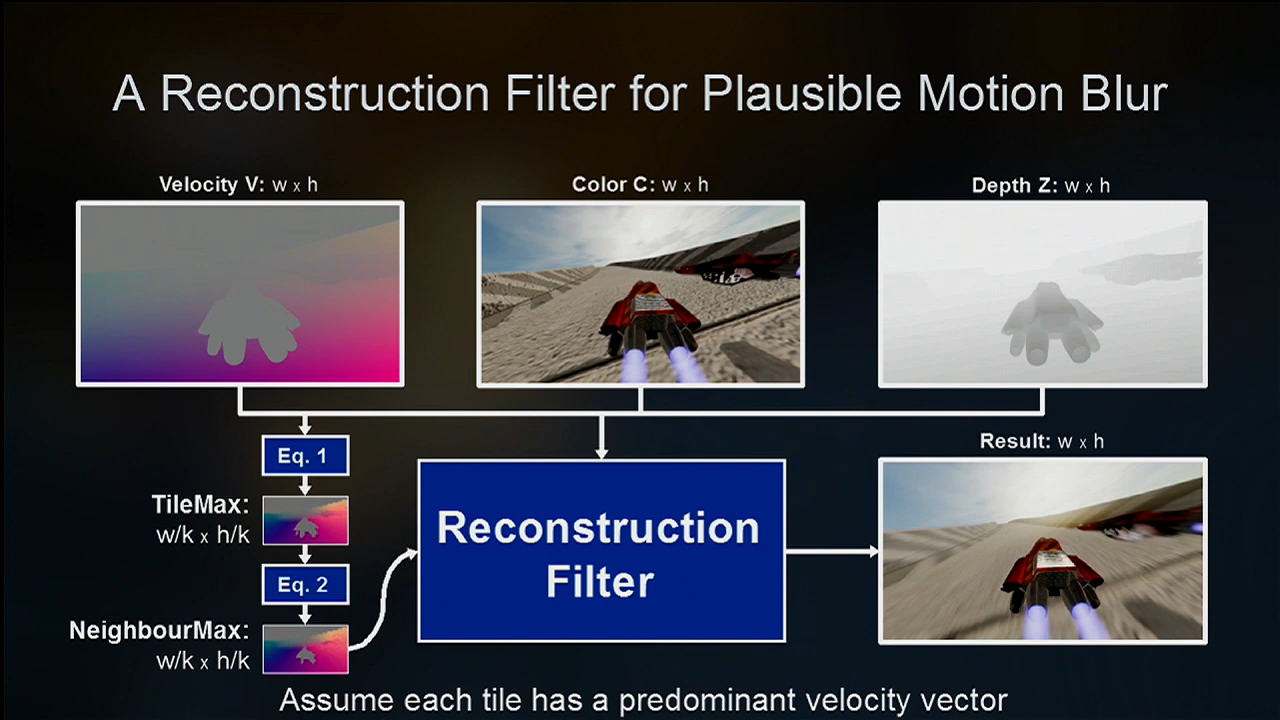 A Reconstruction Filter for Plausible Motion Blur
Velocity V: w x h
Color C: w x h
Depth Z: w x h
Eq. 1
TileMax:
w/k x h/k
Eq. 2
NeighbourMax:
w/k x h/k
Reconstruction
Filter
Result: w x h
Assume each tile has a predominant velocity vector